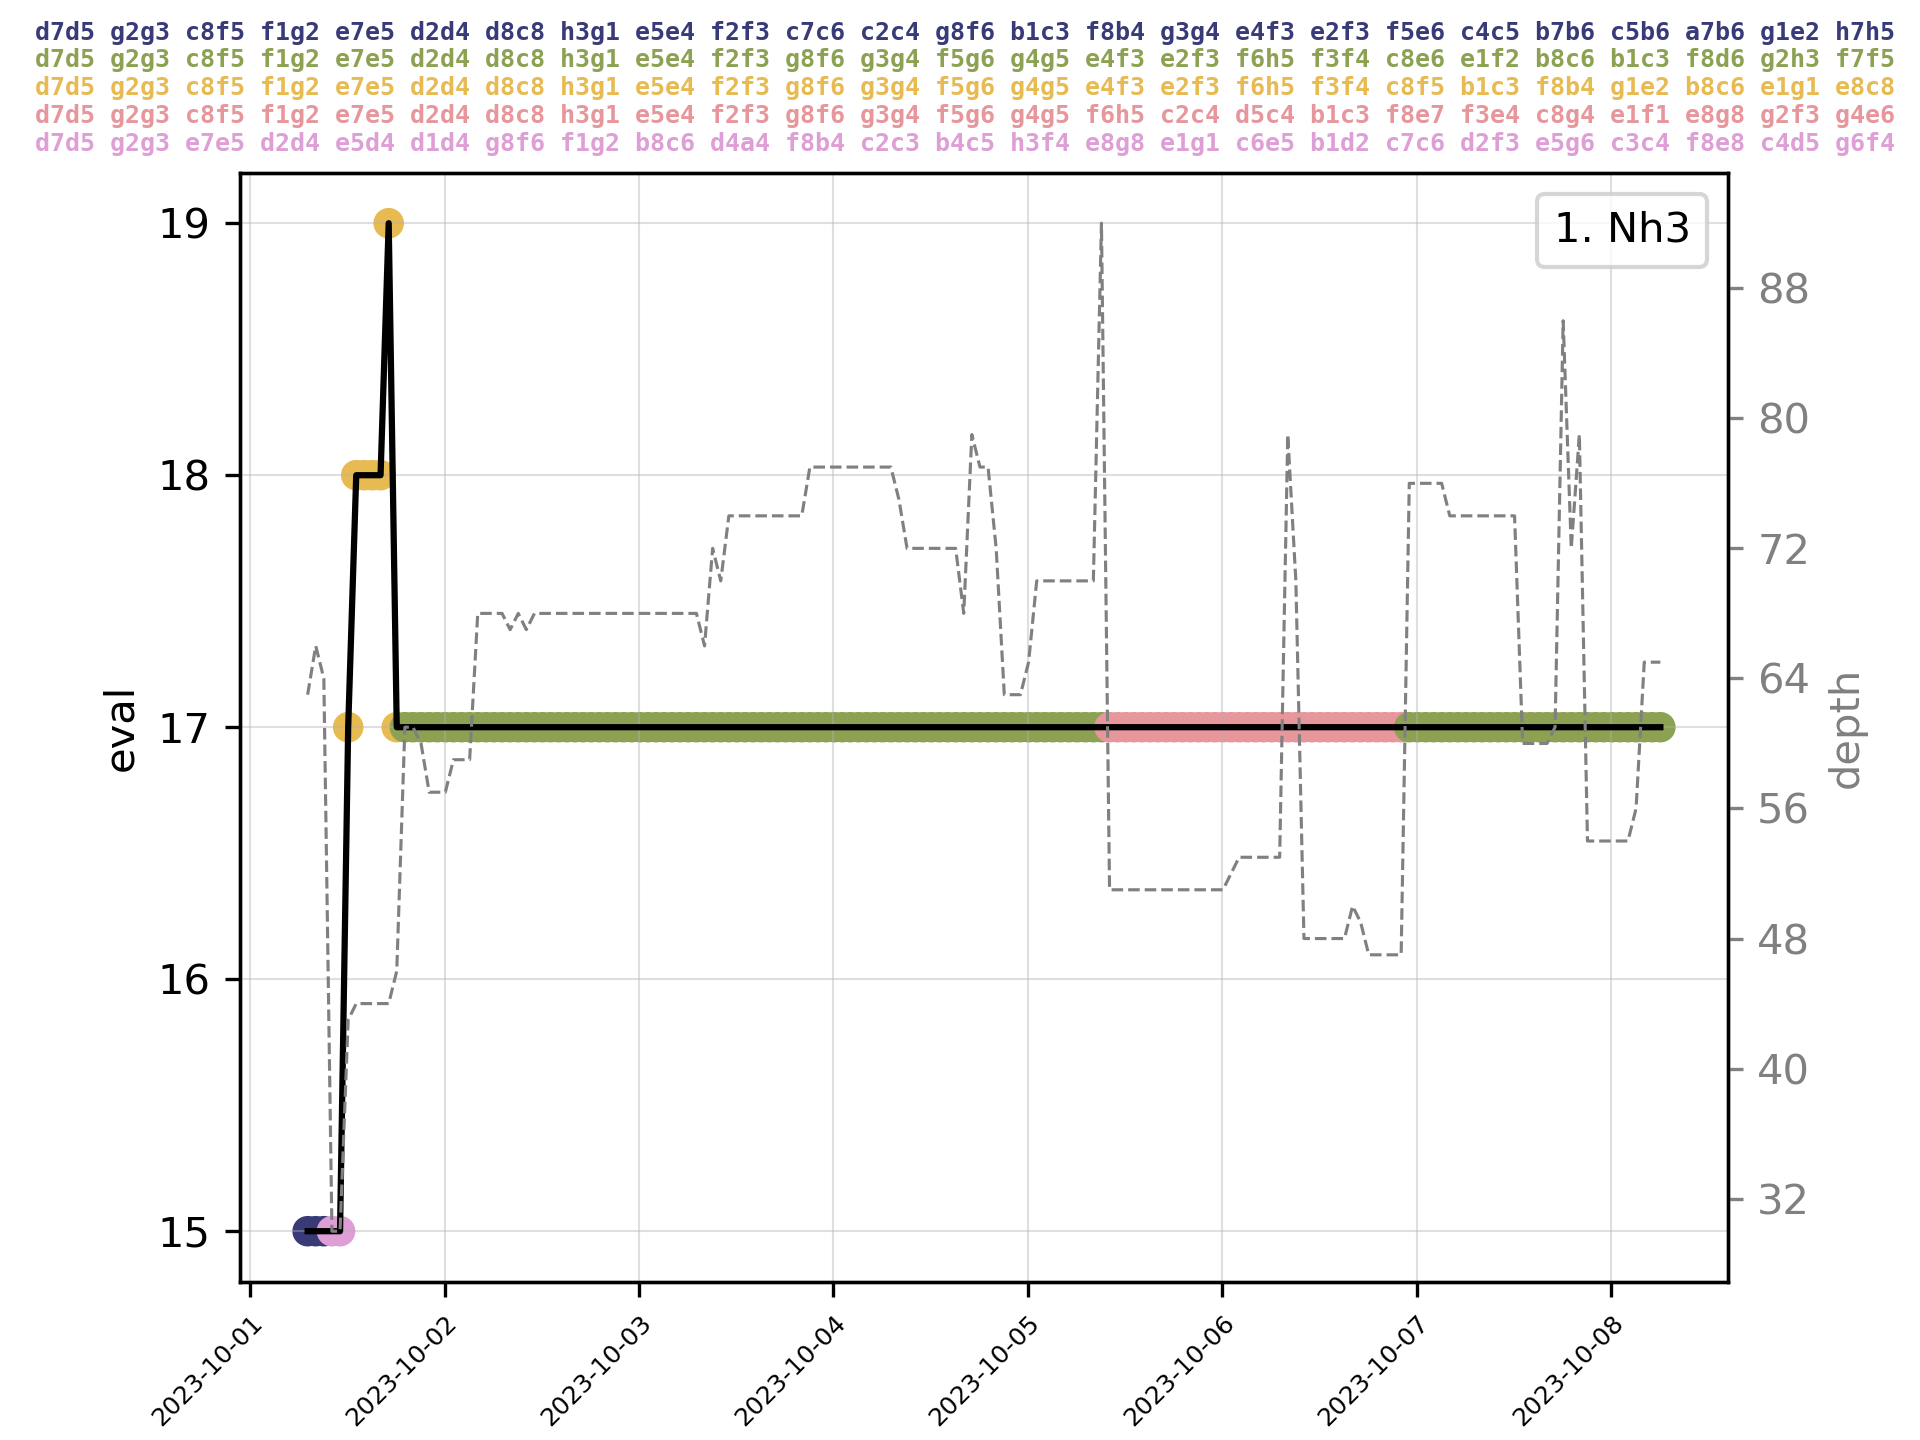 d7d5 g2g3 c8f5 f1g2 e7e5 d2d4 d8c8 h3g1 e5e4 f2f3 c7c6 c2c4 g8f6 b1c3 f8b4 g3g4 e4f3 e2f3 f5e6 c4c5 b7b6 c5b6 a7b6 g1e2 h7h5
d7d5 g2g3 c8f5 f1g2 e7e5 d2d4 d8c8 h3g1 e5e4 f2f3 g8f6 g3g4 f5g6 g4g5 e4f3 e2f3 f6h5 f3f4 c8e6 e1f2 b8c6 b1c3 f8d6 g2h3 f7f5
d7d5 g2g3 c8f5 f1g2 e7e5 d2d4 d8c8 h3g1 e5e4 f2f3 g8f6 g3g4 f5g6 g4g5 e4f3 e2f3 f6h5 f3f4 c8f5 b1c3 f8b4 g1e2 b8c6 e1g1 e8c8
d7d5 g2g3 c8f5 f1g2 e7e5 d2d4 d8c8 h3g1 e5e4 f2f3 g8f6 g3g4 f5g6 g4g5 f6h5 c2c4 d5c4 b1c3 f8e7 f3e4 c8g4 e1f1 e8g8 g2f3 g4e6
d7d5 g2g3 e7e5 d2d4 e5d4 d1d4 g8f6 f1g2 b8c6 d4a4 f8b4 c2c3 b4c5 h3f4 e8g8 e1g1 c6e5 b1d2 c7c6 d2f3 e5g6 c3c4 f8e8 c4d5 g6f4
1. Nh3
19
18
17
16
15
eval
88
80
72
64
56
48
40
32
depth
2023-10-01
2023-10-02
2023-10-03
2023-10-04
2023-10-05
2023-10-06
2023-10-07
2023-10-08